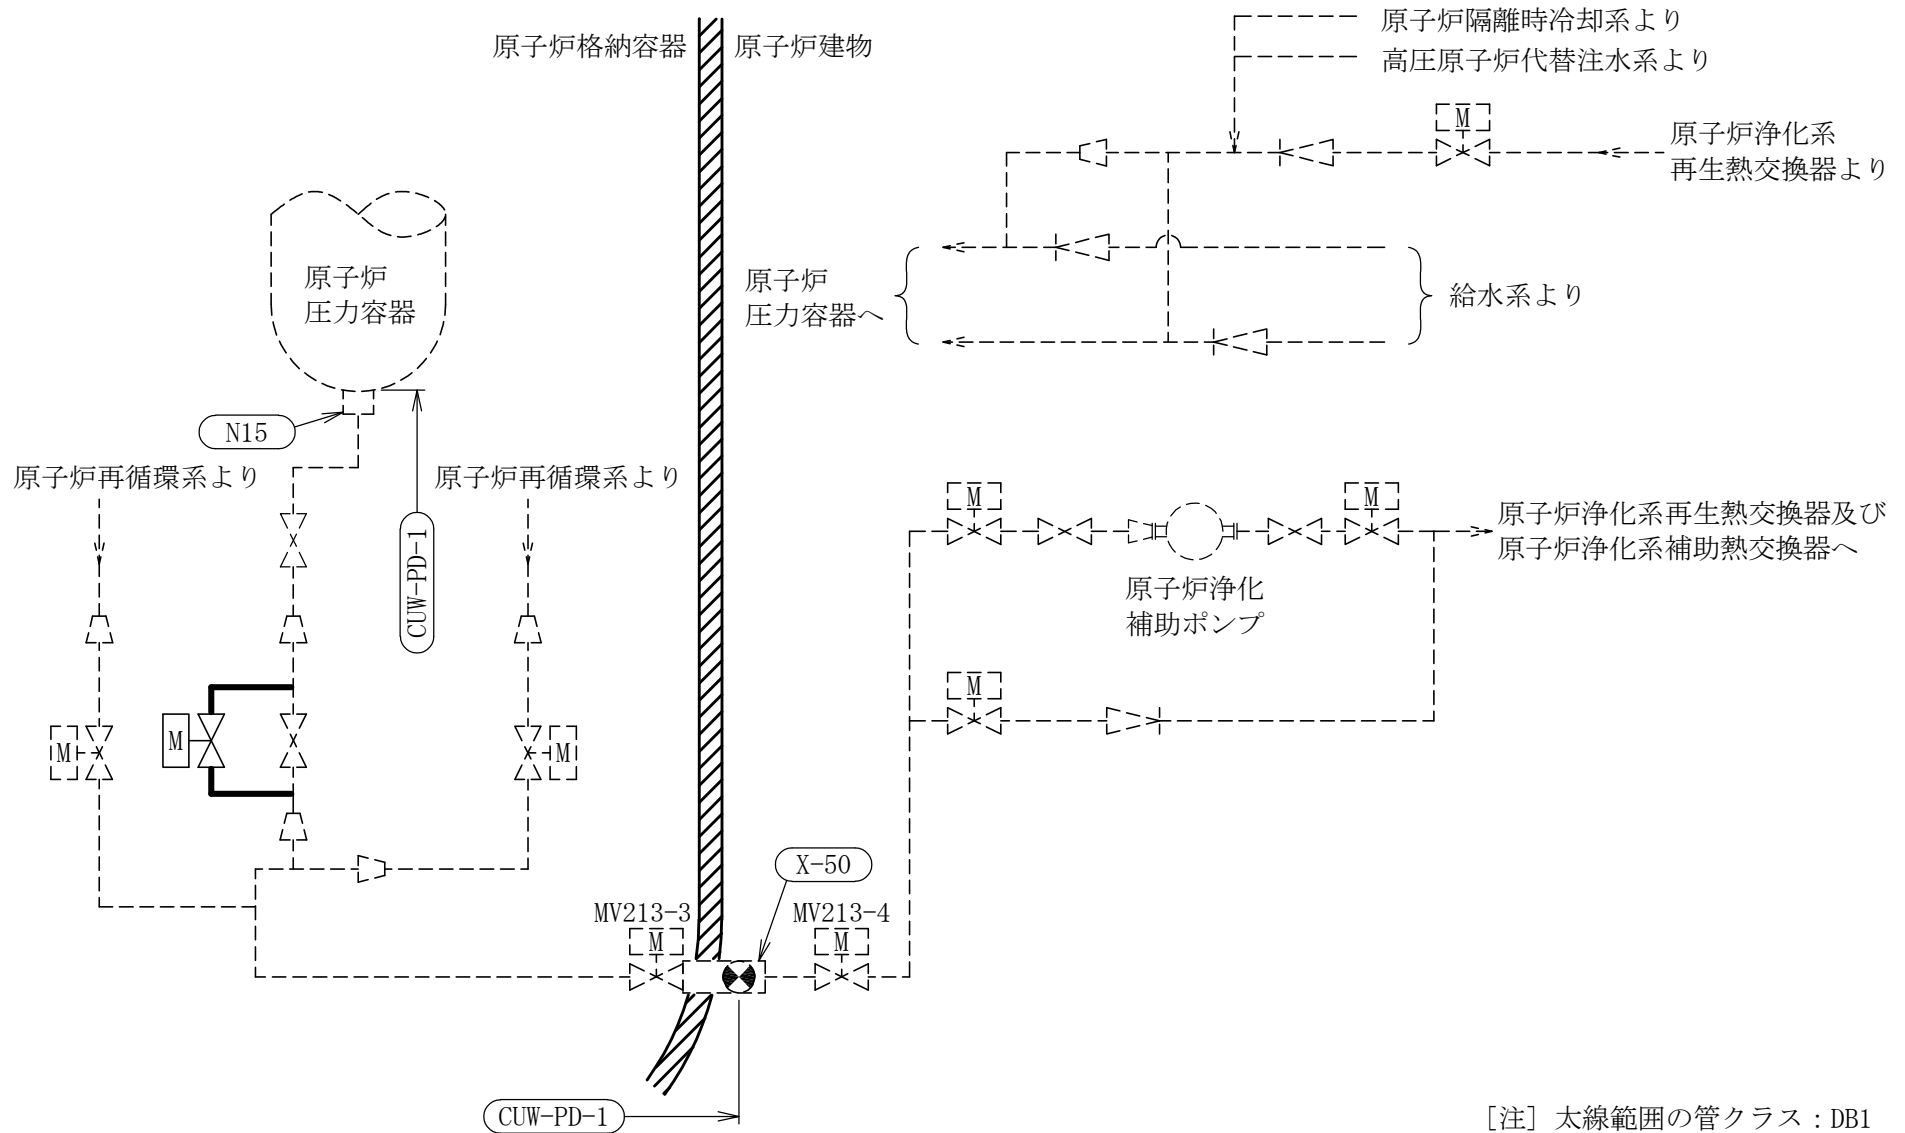 原子炉格納容器
原子炉建物
原子炉隔離時冷却系より
高圧原子炉代替注水系より
M
原子炉浄化系
再生熱交換器より
原子炉
圧力容器
原子炉
圧力容器へ
給水系より
N15
原子炉再循環系より
原子炉再循環系より
CUW-PD-1
M
M
原子炉浄化系再生熱交換器及び
原子炉浄化系補助熱交換器へ
原子炉浄化
補助ポンプ
M
M
M
M
X-50
MV213-3
MV213-4
M
M
CUW-PD-1
［注］太線範囲の管クラス：DB1